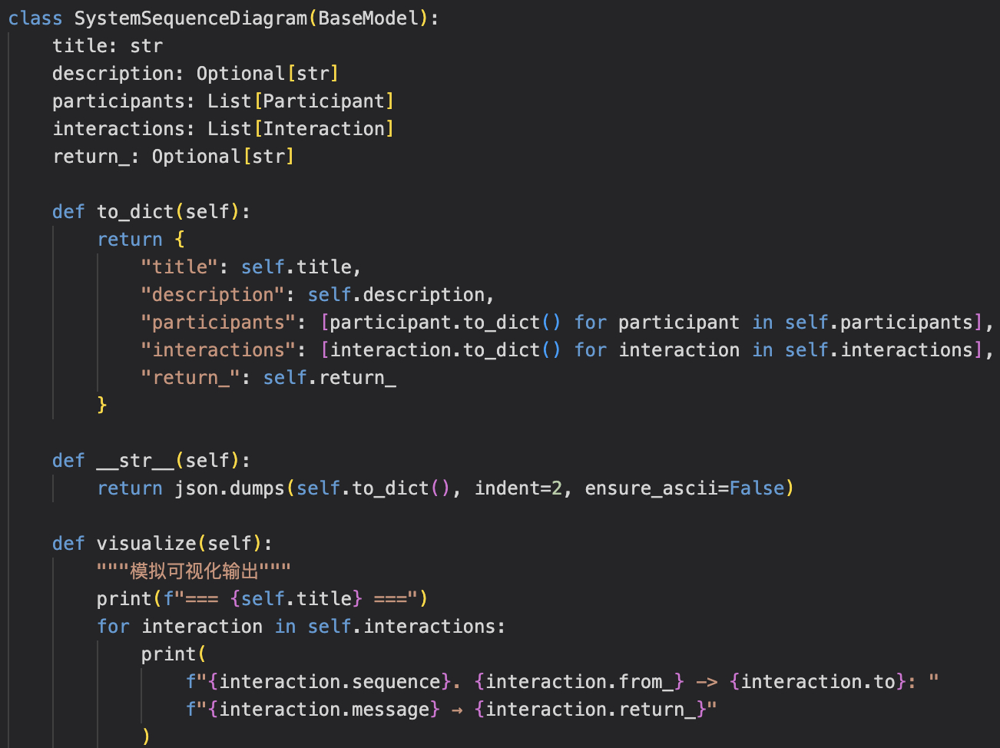 class SystemSequenceDiagram(BaseModel):
    title: str
    description: Optional[str]
    participants: List[Participant]
    interactions: List[Interaction]
    return_: Optional[str]

    def to_dict(self):
        return {
            "title": self.title,
            "description": self.description,
            "participants": [participant.to_dict() for participant in self.participants],
            "interactions": [interaction.to_dict() for interaction in self.interactions],
            "return_": self.return_
        }

    def __str__(self):
        return json.dumps(self.to_dict(), indent=2, ensure_ascii=False)

    def visualize(self):
        """模拟可视化输出"""
        print(f"=== {self.title} ===")
        for interaction in self.interactions:
            print(
                f"{interaction.sequence}. {interaction.from_} -> {interaction.to}: "
                f"{interaction.message} → {interaction.return_}"
            )